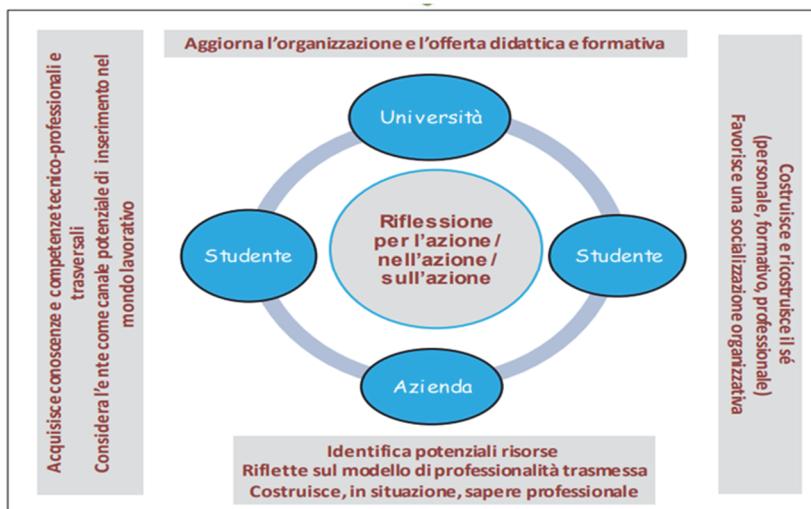 Aggiorna l'organizzazione e l'offerta didattica e formativa
Acquisisce conoscenze e competenze tecnico-professionali e
trasversali
Considera l'ente come canale potenziale di inserimento nel
mondo lavorativo
Università
Studente
Riflessione
per l'azione/
nell'azione/
sull'azione
Studente
Azienda
Costruisce e ricostruisce il sé
(personale, formativo, professionale)
Favorisce una socializzazione organizzativa
Identifica potenziali risorse
Riflette sul modello di professionalità trasmessa
Costruisce, in situazione, sapere professionale